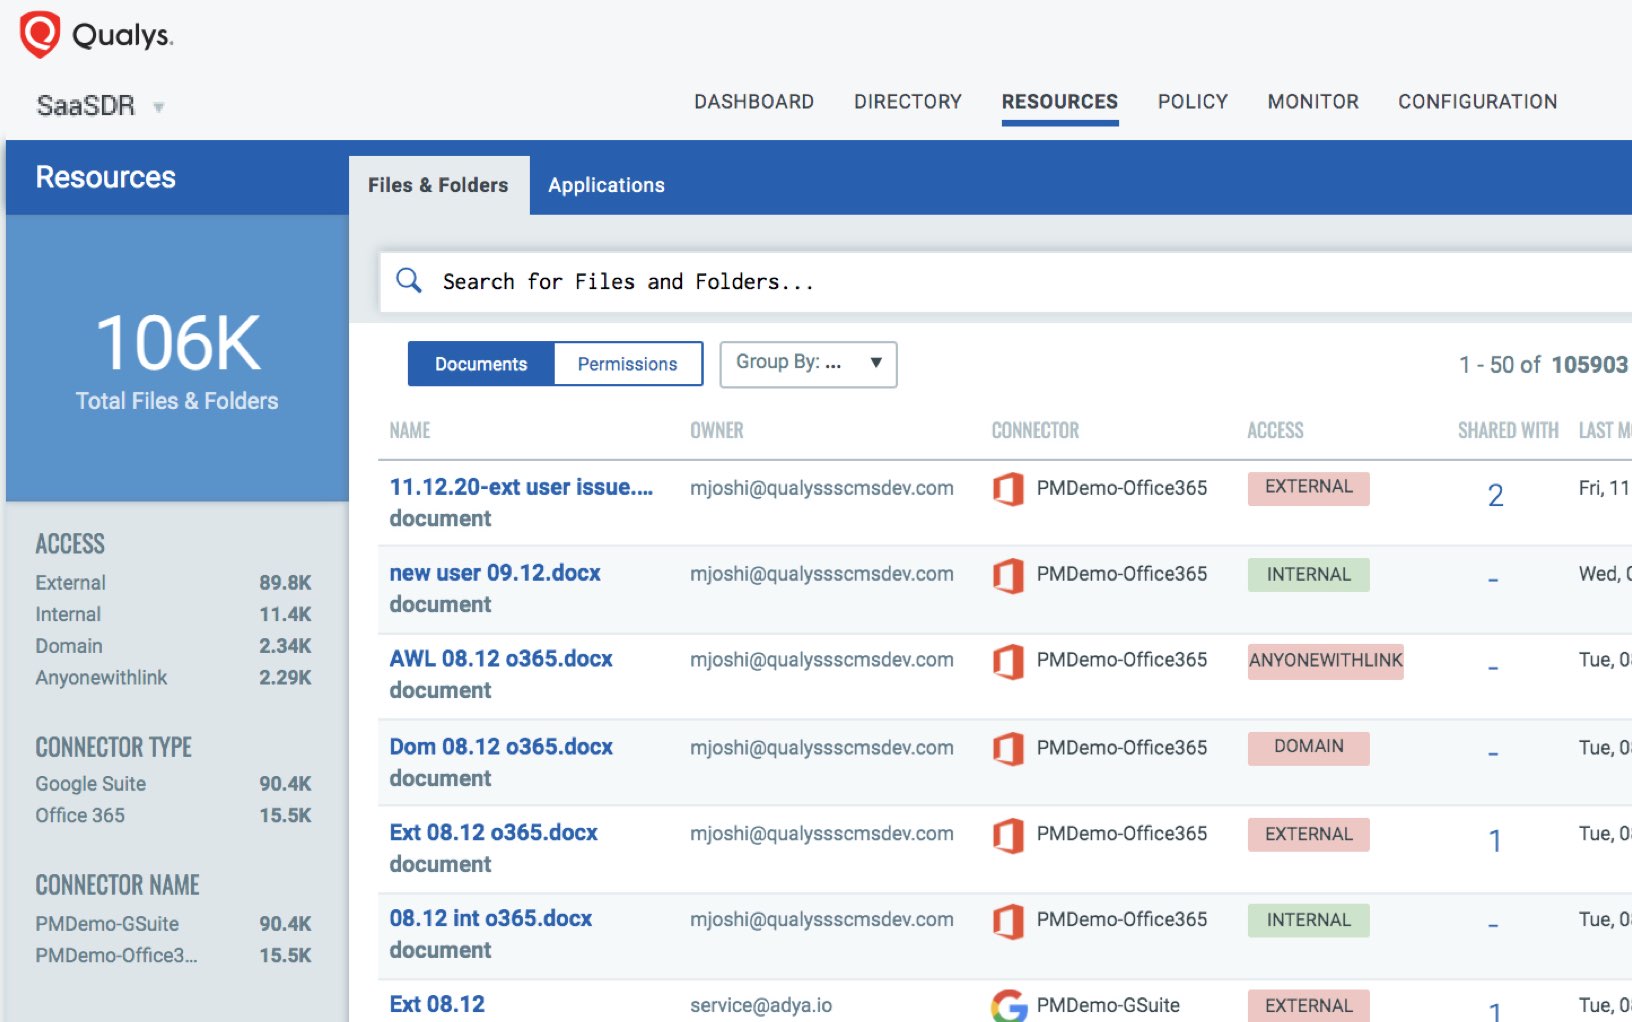 Qualys.
SaaSDR
DASHBOARD DIRECTORY RESOURCES POLICY MONITOR CONFIGURATION
Resources
Files & Folders Applications
106K
Total Files & Folders
Search for Files and Folders...
Documents Permissions Group By: ... 1 - 50 of 105903
NAME OWNER CONNECTOR ACCESS SHARED WITH LAST M
11.12.20-ext user issue.... mjoshi@qualyssscmsdev.com PMDemo-Office365 EXTERNAL 2 Fri, 11
document
new user 09.12.docx mjoshi@qualyssscmsdev.com PMDemo-Office365 INTERNAL - Wed, 0
document
AWL 08.12 o365.docx mjoshi@qualyssscmsdev.com PMDemo-Office365 ANYONEWITHLINK - Tue, 08
document
Dom 08.12 o365.docx mjoshi@qualyssscmsdev.com PMDemo-Office365 DOMAIN - Tue, 08
document
Ext 08.12 o365.docx mjoshi@qualyssscmsdev.com PMDemo-Office365 EXTERNAL 1 Tue, 08
document
08.12 int o365.docx mjoshi@qualyssscmsdev.com PMDemo-Office365 INTERNAL - Tue, 08
document
Ext 08.12 service@adya.io PMDemo-GSuite EXTERNAL 1 Tue, 08
ACCESS
External 89.8K
Internal 11.4K
Domain 2.34K
Anyonewithlink 2.29K
CONNECTOR TYPE
Google Suite 90.4K
Office 365 15.5K
CONNECTOR NAME
PMDemo-GSuite 90.4K
PMDemo-Office3... 15.5K